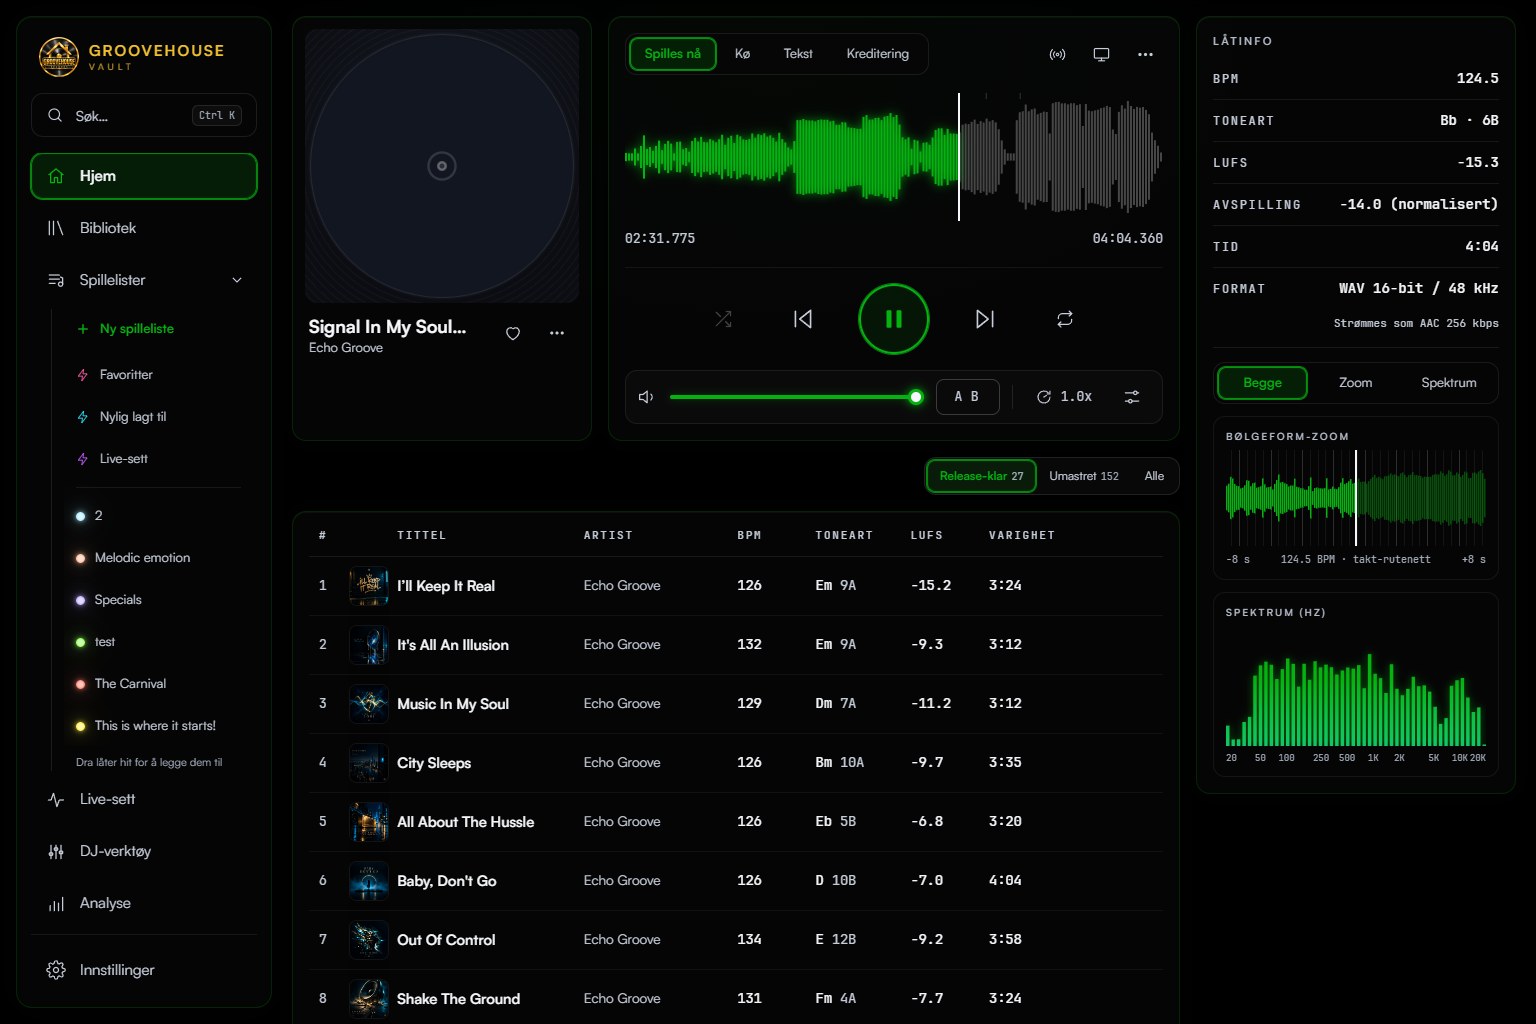 GROOVEHOUSE
VAULT
Søk...
Ctrl K
Hjem
Bibliotek
Spillelister
Ny spilleliste
Favoritter
Nylig lagt til
Live-sett
2
Melodic emotion
Specials
test
The Carnival
This is where it starts!
Dra låter hit for å legge dem til
Live-sett
DJ-verktøy
Analyse
Innstillinger
Signal In My Soul...
Echo Groove
Spilles nå Kø Tekst Kreditering
02:31.775 04:04.360
A B 1.0x
Release-klar 27 Umastret 152 Alle
# TITTEL ARTIST BPM TONEART LUFS VARIGHET
1 I'll Keep It Real Echo Groove 126 Em 9A -15.2 3:24
2 It's All An Illusion Echo Groove 132 Em 9A -9.3 3:12
3 Music In My Soul Echo Groove 129 Dm 7A -11.2 3:12
4 City Sleeps Echo Groove 126 Bm 10A -9.7 3:35
5 All About The Hussle Echo Groove 126 Eb 5B -6.8 3:20
6 Baby, Don't Go Echo Groove 126 D 10B -7.0 4:04
7 Out Of Control Echo Groove 134 E 12B -9.2 3:58
8 Shake The Ground Echo Groove 131 Fm 4A -7.7 3:24
LÅTINFO
BPM 124.5
TONEART Bb · 6B
LUFS -15.3
AVSPILLING -14.0 (normalisert)
TID 4:04
FORMAT WAV 16-bit / 48 kHz
Strømmes som AAC 256 kbps
Begge Zoom Spektrum
BØLGEFORM-ZOOM
-8 s 124.5 BPM · takt-rutenett +8 s
SPEKTRUM (HZ)
20 50 100 250 500 1K 2K 5K 10K 20K